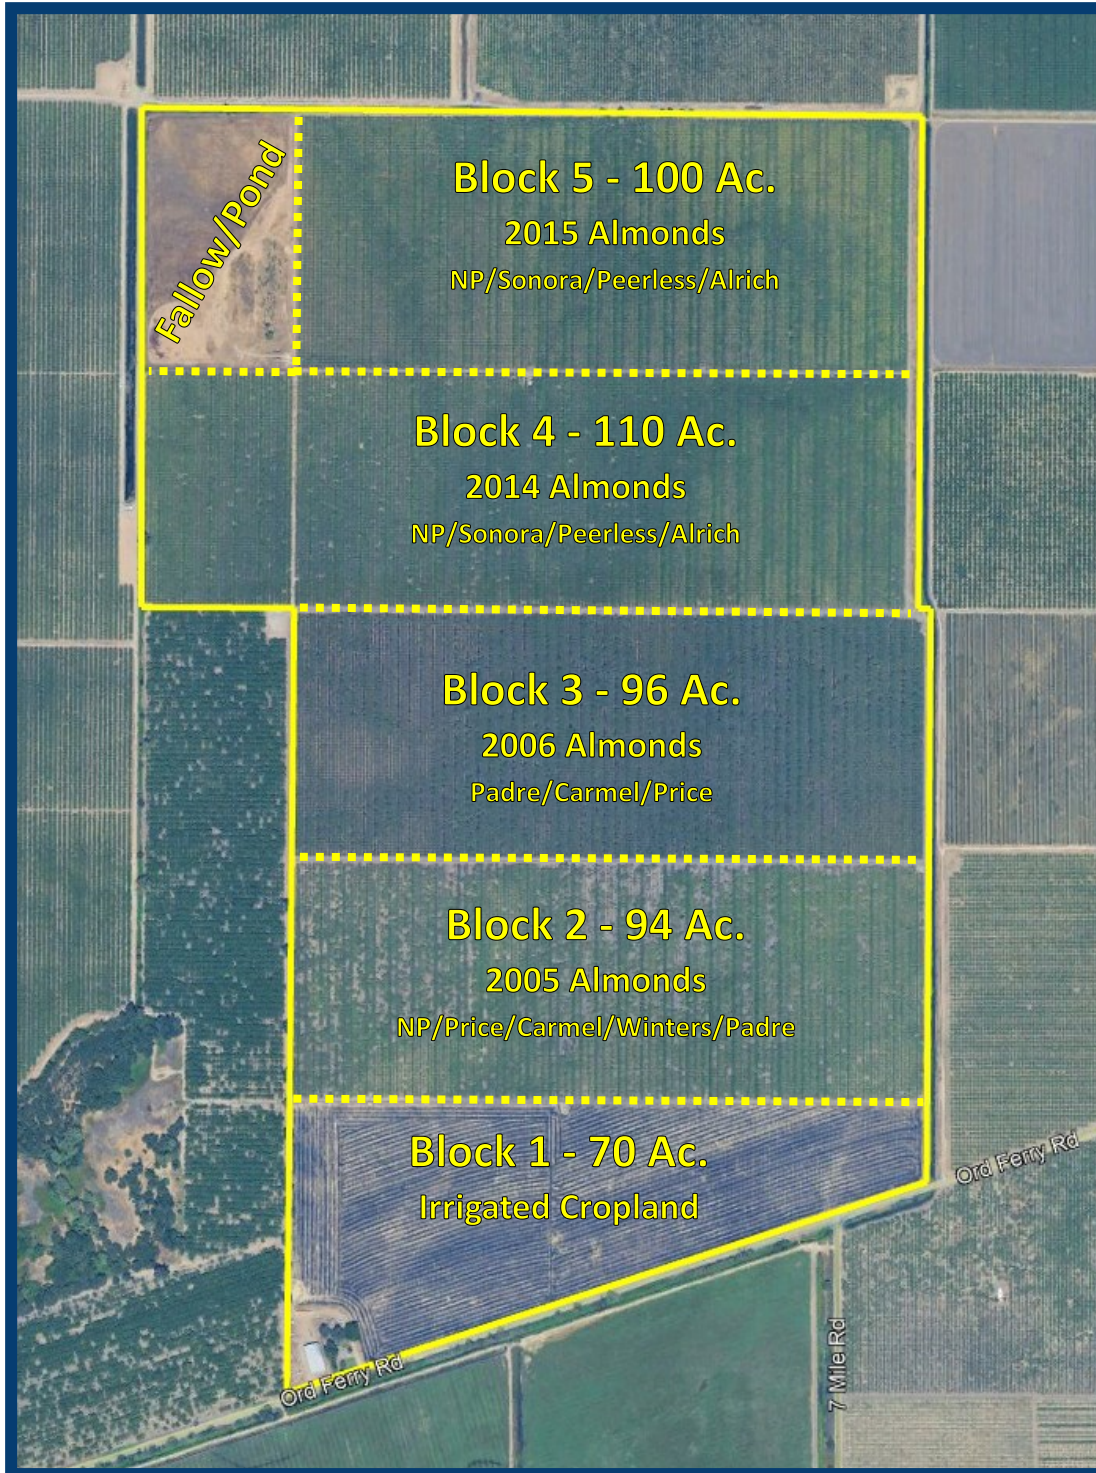 Fallow/Pond
Block 5 - 100 Ac.
2015 Almonds
NP/Sonora/Peerless/Alrich
Block 4 - 110 Ac.
2014 Almonds
NP/Sonora/Peerless/Alrich
Block 3 - 96 Ac.
2006 Almonds
Padre/Carmel/Price
Block 2 - 94 Ac.
2005 Almonds
NP/Price/Carmel/Winters/Padre
Block 1 - 70 Ac.
Irrigated Cropland
Ord Ferry Rd
Ord Ferry Rd
7 Mile Rd